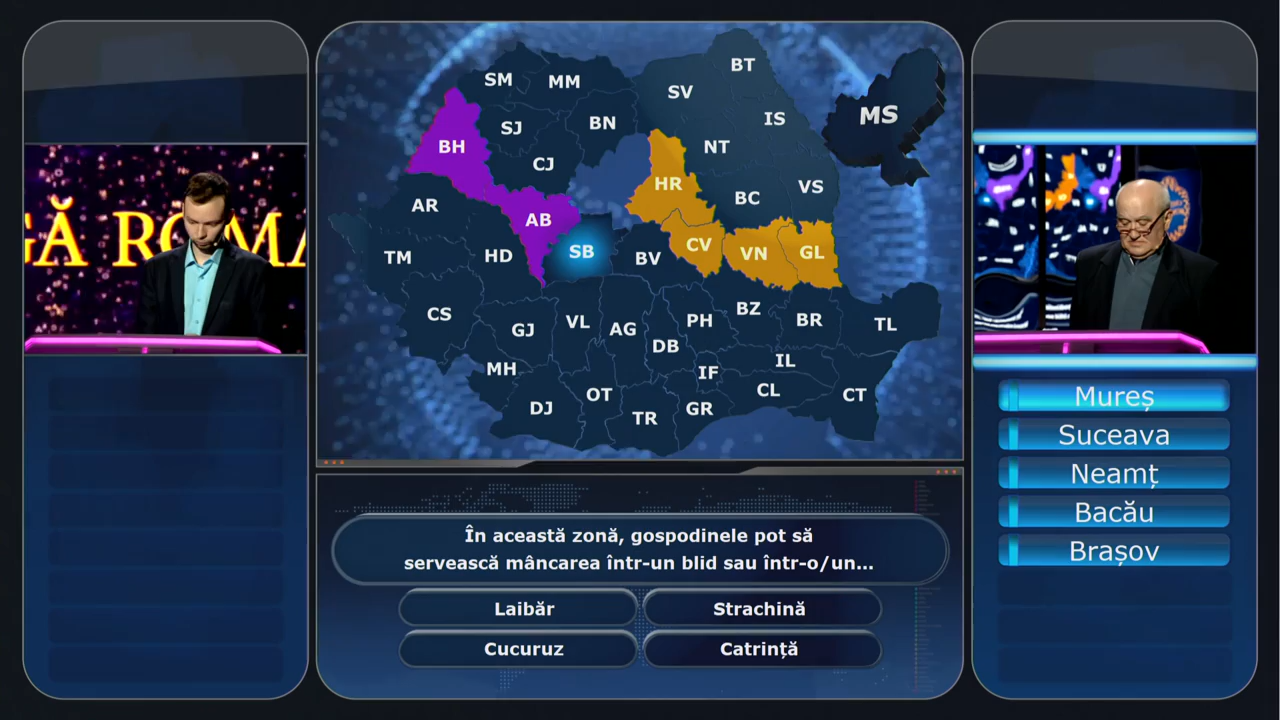 GĂ ROMA
SM
MM
BT
SV
MS
SJ
BN
IS
BH
CJ
NT
HR
BC
VS
AR
AB
TM
HD
SB
BV
CV
VN
GL
CS
GJ
VL
AG
PH
BZ
BR
TL
DB
MH
IF
IL
DJ
OT
TR
GR
CL
CT
Mureș
Suceava
Neamț
Bacău
Brașov
În această zonă, gospodinele pot să
servească mâncarea într-un blid sau într-o/un...
Laibăr
Strachină
Cucuruz
Catrință